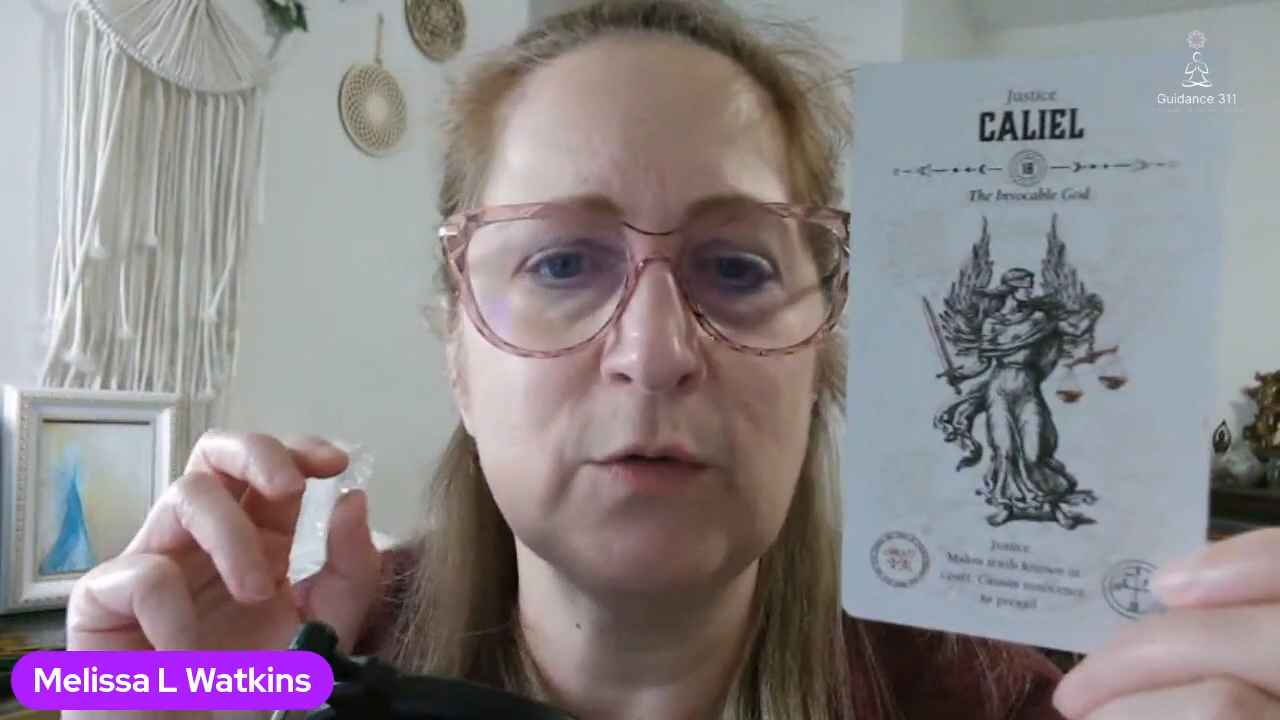 Guidance 311
Justice
CALIEL
18
The Invocable God
Justice.
Makes truth known in
court. Causes innocence
to prevail
Melissa L Watkins